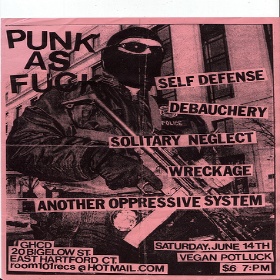 PUNK
AS
FUCK
SELF DEFENSE
DEBAUCHERY
POLICE
SOLITARY NEGLECT
WRECKAGE
ANOTHER OPPRESSIVE SYSTEM
GHCD
20 BIGELOW ST.
EAST HARTFORD CT.
room101recs@HOTMAIL.COM
SATURDAY. JUNE 14TH
VEGAN POTLUCK
$6 7:PM